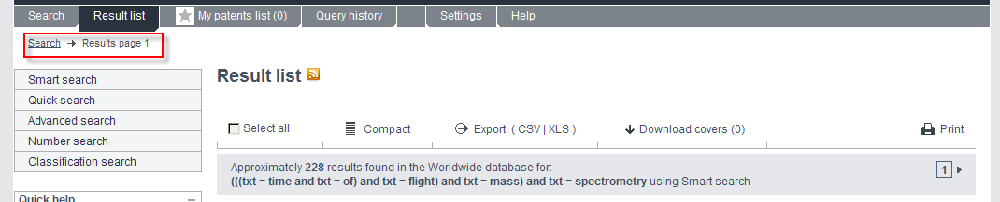 Search Result list My patents list (0) Query history Settings Help
Search → Results page 1
Smart search
Quick search
Advanced search
Number search
Classification search
Quick help
Result list
Select all Compact Export ( CSV | XLS ) Download covers (0) Print
Approximately 228 results found in the Worldwide database for:
(((txt = time and txt = of) and txt = flight) and txt = mass) and txt = spectrometry using Smart search
1